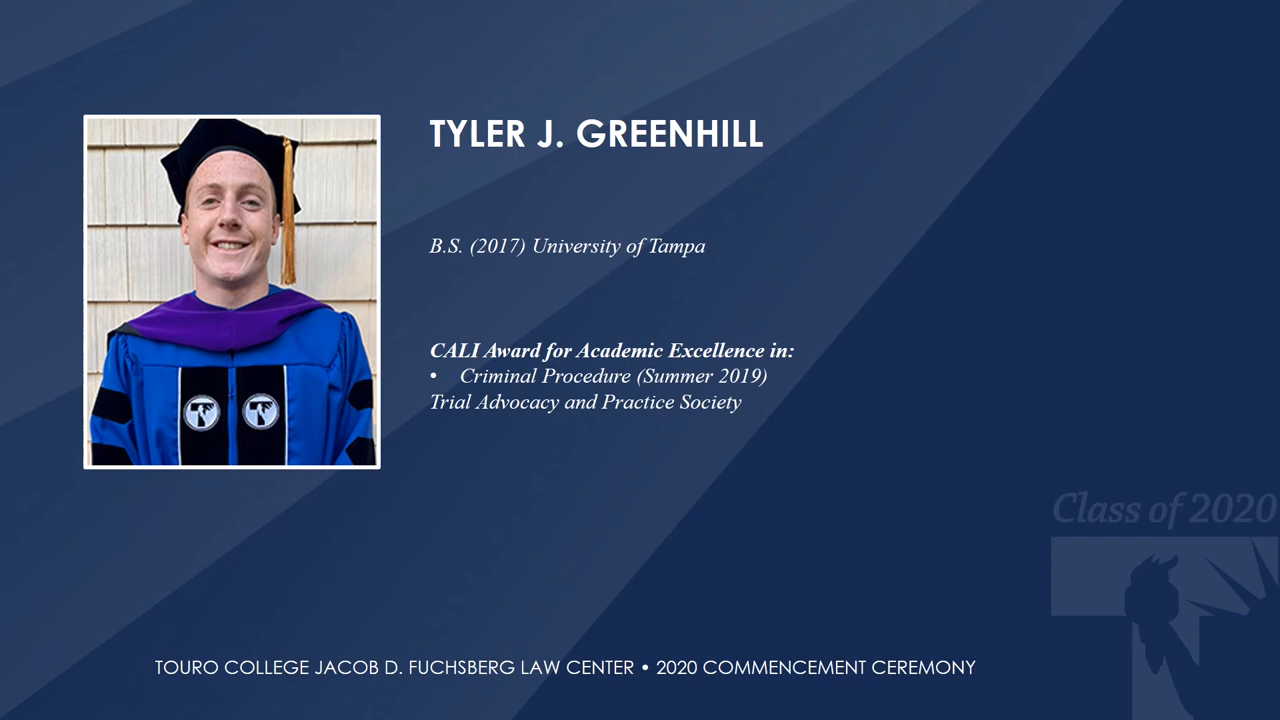 TYLER J. GREENHILL
B.S. (2017) University of Tampa
CALI Award for Academic Excellence in:
• Criminal Procedure (Summer 2019)
Trial Advocacy and Practice Society
Class of 2020
TOURO COLLEGE JACOB D. FUCHSBERG LAW CENTER • 2020 COMMENCEMENT CEREMONY